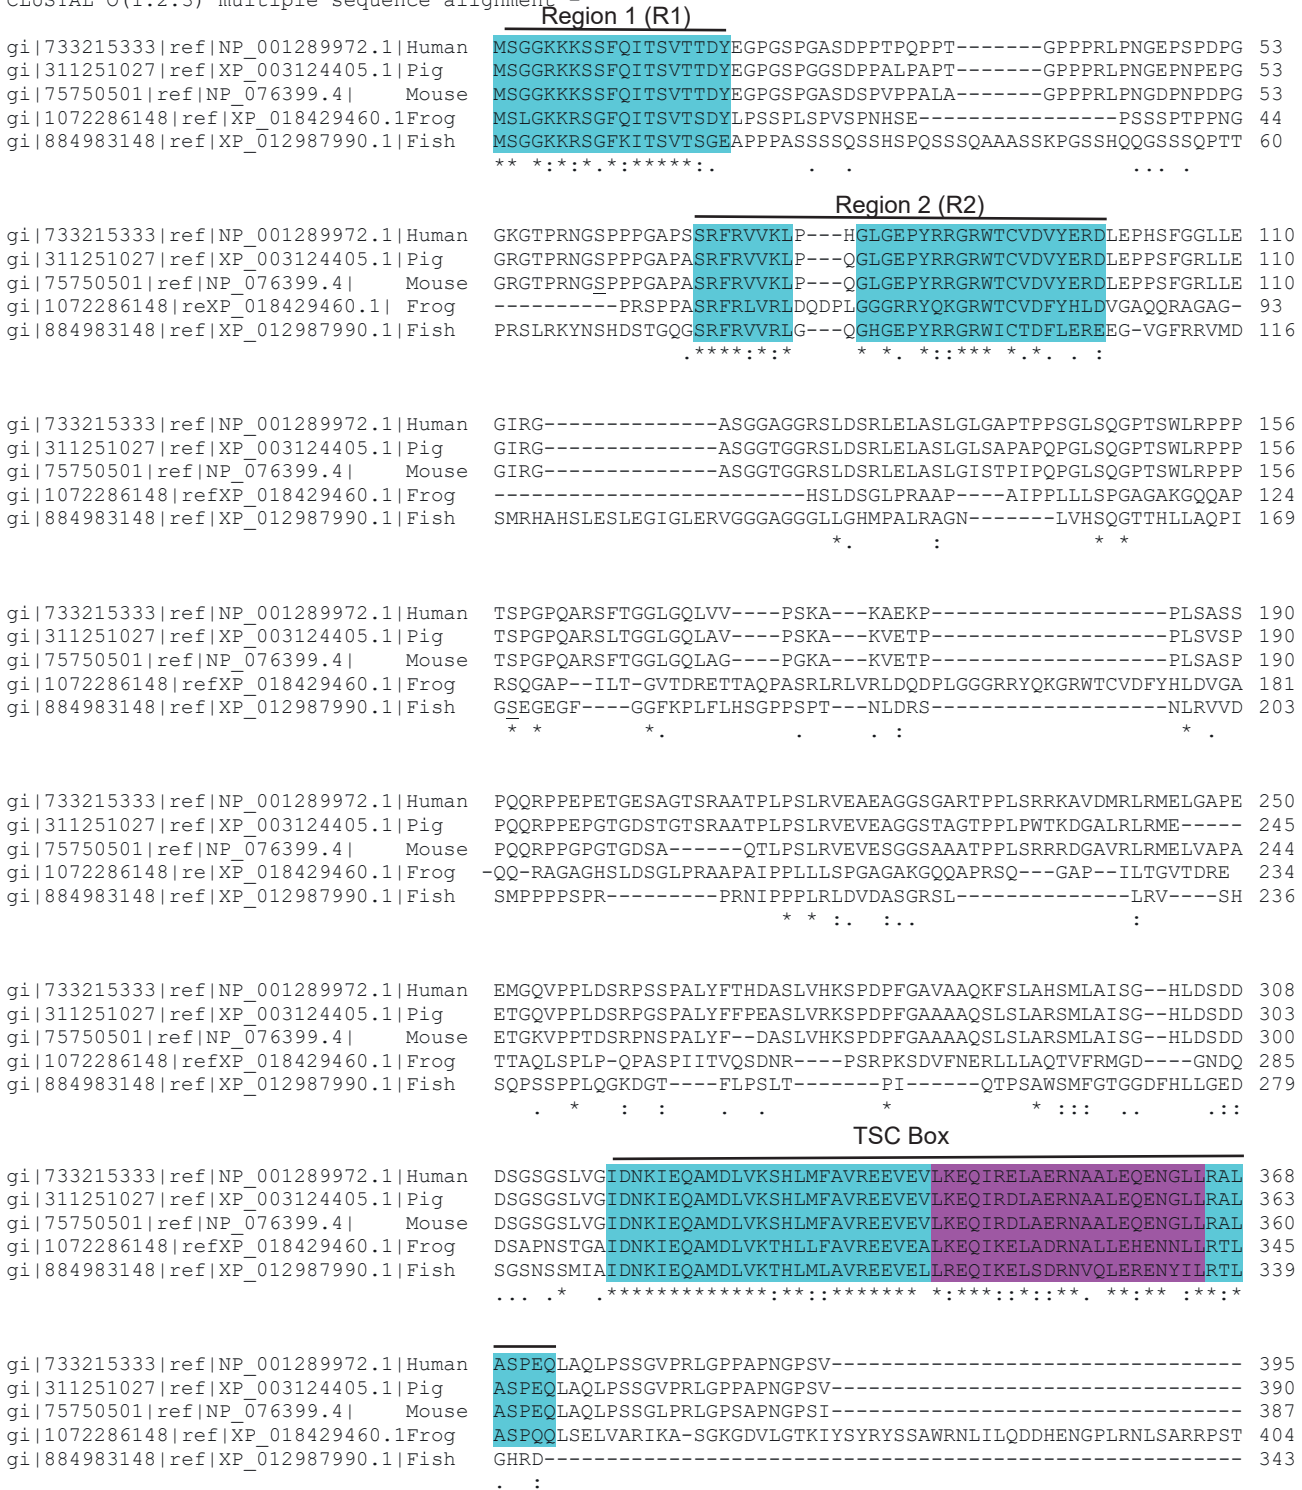 CLUSTAL O(1.2.3) multiple sequence alignment
Region 1 (R1)
gi|733215333|ref|NP_001289972.1|Human MSGGKKKSSFQITSVTTDYEGPGSPGASDPPTPQPPT-------GPPPRLPNGEPSPDPG 53
gi|311251027|ref|XP_003124405.1|Pig MSGGRKKSSFQITSVTTDYEGPGSPGGSDPPALPAPT-------GPPPRLPNGEPNPEPG 53
gi|75750501|ref|NP_076399.4| Mouse MSGGKKKSSFQITSVTTDYEGPGSPGASDSPVPPALA-------GPPPRLPNGDPNPDPG 53
gi|1072286148|ref|XP_018429460.1Frog MSLGKKRSGFQITSVTSDYLPSSPLSPVSPNHSE---------------PSSSPTPPNG 44
gi|884983148|ref|XP_012987990.1|Fish MSGGKKRSGFKITSVTSGEAPPPASSSSQSSHSPQSSSQAAASSKPGSSHQQGSSSQPTT 60
** *:*:*.*:*****:. . . ... .
Region 2 (R2)
gi|733215333|ref|NP_001289972.1|Human GKGTPRNGSPPPGAPSSRFRVVKLP---HGLGEPYRRGRWTCVDVYERDLEPHSFGGLLE 110
gi|311251027|ref|XP_003124405.1|Pig GRGTPRNGSPPPGAPASRFRVVKLP---QGLGEPYRRGRWTCVDVYERDLEPPSFGRLLE 110
gi|75750501|ref|NP_076399.4| Mouse GRGTPRNGSPPPGAPASRFRVVKLP---QGLGEPYRRGRWTCVDVYERDLEPPSFGRLLE 110
gi|1072286148|reXP_018429460.1| Frog ---------PRSPPASRFRLVRLDQDPLGGGRRYQKGRWTCVDFYHLDVGAQQRAGAG- 93
gi|884983148|ref|XP_012987990.1|Fish PRSLRKYNSHDSTGQGSRFRVVRLG---QGHGEPYRRGRWICTDFLEREEG-VGFRRVMD 116
.****:*:* * *. *::*** *.*. . :
gi|733215333|ref|NP_001289972.1|Human GIRG--------------ASGGAGGRSLDSRLELASLGLGAPTPPSGLSQGPTSWLRPPP 156
gi|311251027|ref|XP_003124405.1|Pig GIRG--------------ASGGTGGRSLDSRLELASLGLSAPAPQPGLSQGPTSWLRPPP 156
gi|75750501|ref|NP_076399.4| Mouse GIRG--------------ASGGTGGRSLDSRLELASLGISTPIPQPGLSQGPTSWLRPPP 156
gi|1072286148|refXP_018429460.1|Frog -------------------------HSLDSGLPRAAP----AIPPLLLSPGAGAKGQQAP 124
gi|884983148|ref|XP_012987990.1|Fish SMRHAHSLESLEGIGLERVGGGAGGGLLGHMPALRAGN-------LVHSQGTTHLLAQPI 169
*. : * *
gi|733215333|ref|NP_001289972.1|Human TSPGPQARSFTGGLGQLVV----PSKA---KAEKP-------------------PLSASS 190
gi|311251027|ref|XP_003124405.1|Pig TSPGPQARSLTGGLGQLAV----PSKA---KVETP-------------------PLSVSP 190
gi|75750501|ref|NP_076399.4| Mouse TSPGPQARSFTGGLGQLAG----PGKA---KVETP-------------------PLSASP 190
gi|1072286148|refXP_018429460.1|Frog RSQGAP--ILT-GVTDRETTAQPASRLRLVRLDQDPLGGGRRYQKGRWTCVDFYHLDVGA 181
gi|884983148|ref|XP_012987990.1|Fish GSEGEGF----GGFKPLFLHSGPPSPT---NLDRS-------------------NLRVVD 203
* * *. . . : * .
gi|733215333|ref|NP_001289972.1|Human PQQRPPEPETGESAGTSRAATPLPSLRVEAEAGGSGARTPPLSRRKAVDMRLRMELGAPE 250
gi|311251027|ref|XP_003124405.1|Pig PQQRPPEPGTGDSTGTSRAATPLPSLRVEVEAGGSTAGTPPLPWTKDGALRLRME----- 245
gi|75750501|ref|NP_076399.4| Mouse PQQRPPGPGTGDSA------QTLPSLRVEVESGGSAAATPPLSRRRDGAVRLRMELVAPA 244
gi|1072286148|re|XP_018429460.1|Frog -QQ-RAGAGHSLDSGLPRAAPAIPPLLLSPGAGAKGQQAPRSQ---GAP--ILTGVTDRE 234
gi|884983148|ref|XP_012987990.1|Fish SMPPPPSPR---------PRNIPPPLRLDVDASGRSL--------------LRV----SH 236
* * :. :.. :
gi|733215333|ref|NP_001289972.1|Human EMGQVPPLDSRPSSPALYFTHDASLVHKSPDPFGAVAAQKFSLAHSMLAISG--HLDSDD 308
gi|311251027|ref|XP_003124405.1|Pig ETGQVPPLDSRPGSPALYFFPEASLVRKSPDPFGAAAAQSLSLARSMLAISG--HLDSDD 303
gi|75750501|ref|NP_076399.4| Mouse ETGKVPPTDSRPNSPALYF--DASLVHKSPDPFGAAAAQSLSLARSMLAISG--HLDSDD 300
gi|1072286148|refXP_018429460.1|Frog TTAQLSPLP-QPASPIITVQSDNR----PSRPKSDVFNERLLLAQTVFRMGD----GNDQ 285
gi|884983148|ref|XP_012987990.1|Fish SQPSSPPLQGKDGT----FLPSLT-------PI------QTPSAWSMFGTGGDFHLLGED 279
. * : : . . * * ::: .. .::
TSC Box
gi|733215333|ref|NP_001289972.1|Human DSGSGSLVGIDNKIEQAMDLVKSHLMFAVREEVEVLKEQIRELAERNAALEQENGLLRAL 368
gi|311251027|ref|XP_003124405.1|Pig DSGSGSLVGIDNKIEQAMDLVKSHLMFAVREEVEVLKEQIRDLAERNAALEQENGLLRAL 363
gi|75750501|ref|NP_076399.4| Mouse DSGSGSLVGIDNKIEQAMDLVKSHLMFAVREEVEVLKEQIRDLAERNAALEQENGLLRAL 360
gi|1072286148|refXP_018429460.1|Frog DSAPNSTGAIDNKIEQAMDLVKTHLLFAVREEVEALKEQIKELADRNALLEHENNLLRTL 345
gi|884983148|ref|XP_012987990.1|Fish SGSNSSMIAIDNKIEQAMDLVKTHLMLAVREEVELLREQIKELSDRNVQLERENYILRTL 339
... .* .*************:**::******* *:***::*::**. **:** :**:*
gi|733215333|ref|NP_001289972.1|Human ASPEQLAQLPSSGVPRLGPPAPNGPSV--------------------------------- 395
gi|311251027|ref|XP_003124405.1|Pig ASPEQLAQLPSSGVPRLGPPAPNGPSV--------------------------------- 390
gi|75750501|ref|NP_076399.4| Mouse ASPEQLAQLPSSGLPRLGPSAPNGPSI--------------------------------- 387
gi|1072286148|ref|XP_018429460.1Frog ASPQQLSELVARIKA-SGKGDVLGTKIYSYRYSSAWRNLILQDDHENGPLRNLSARRPST 404
gi|884983148|ref|XP_012987990.1|Fish GHRD-------------------------------------------------------- 343
. :